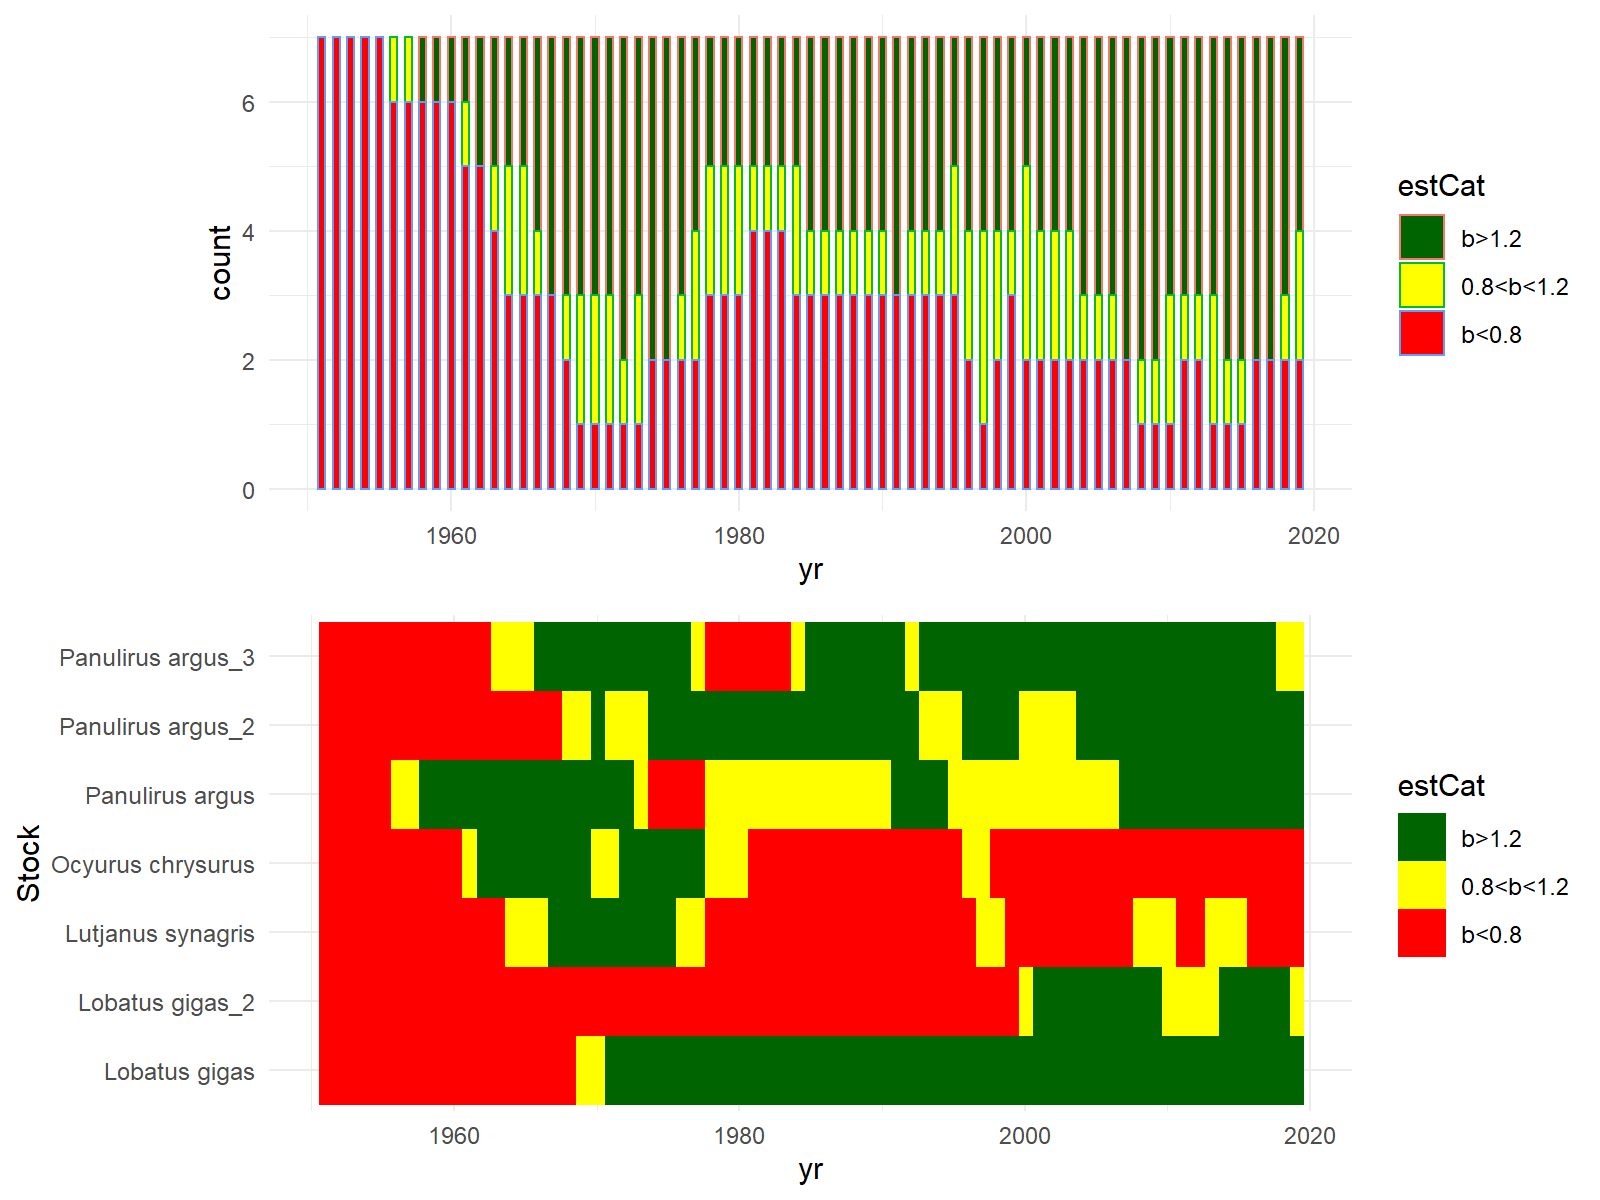 count
6
4
2
0
1960 1980 2000 2020
yr
estCat
b>1.2
0.8<b<1.2
b<0.8
Stock
Panulirus argus_3
Panulirus argus_2
Panulirus argus
Ocyurus chrysurus
Lutjanus synagris
Lobatus gigas_2
Lobatus gigas
1960 1980 2000 2020
yr
estCat
b>1.2
0.8<b<1.2
b<0.8